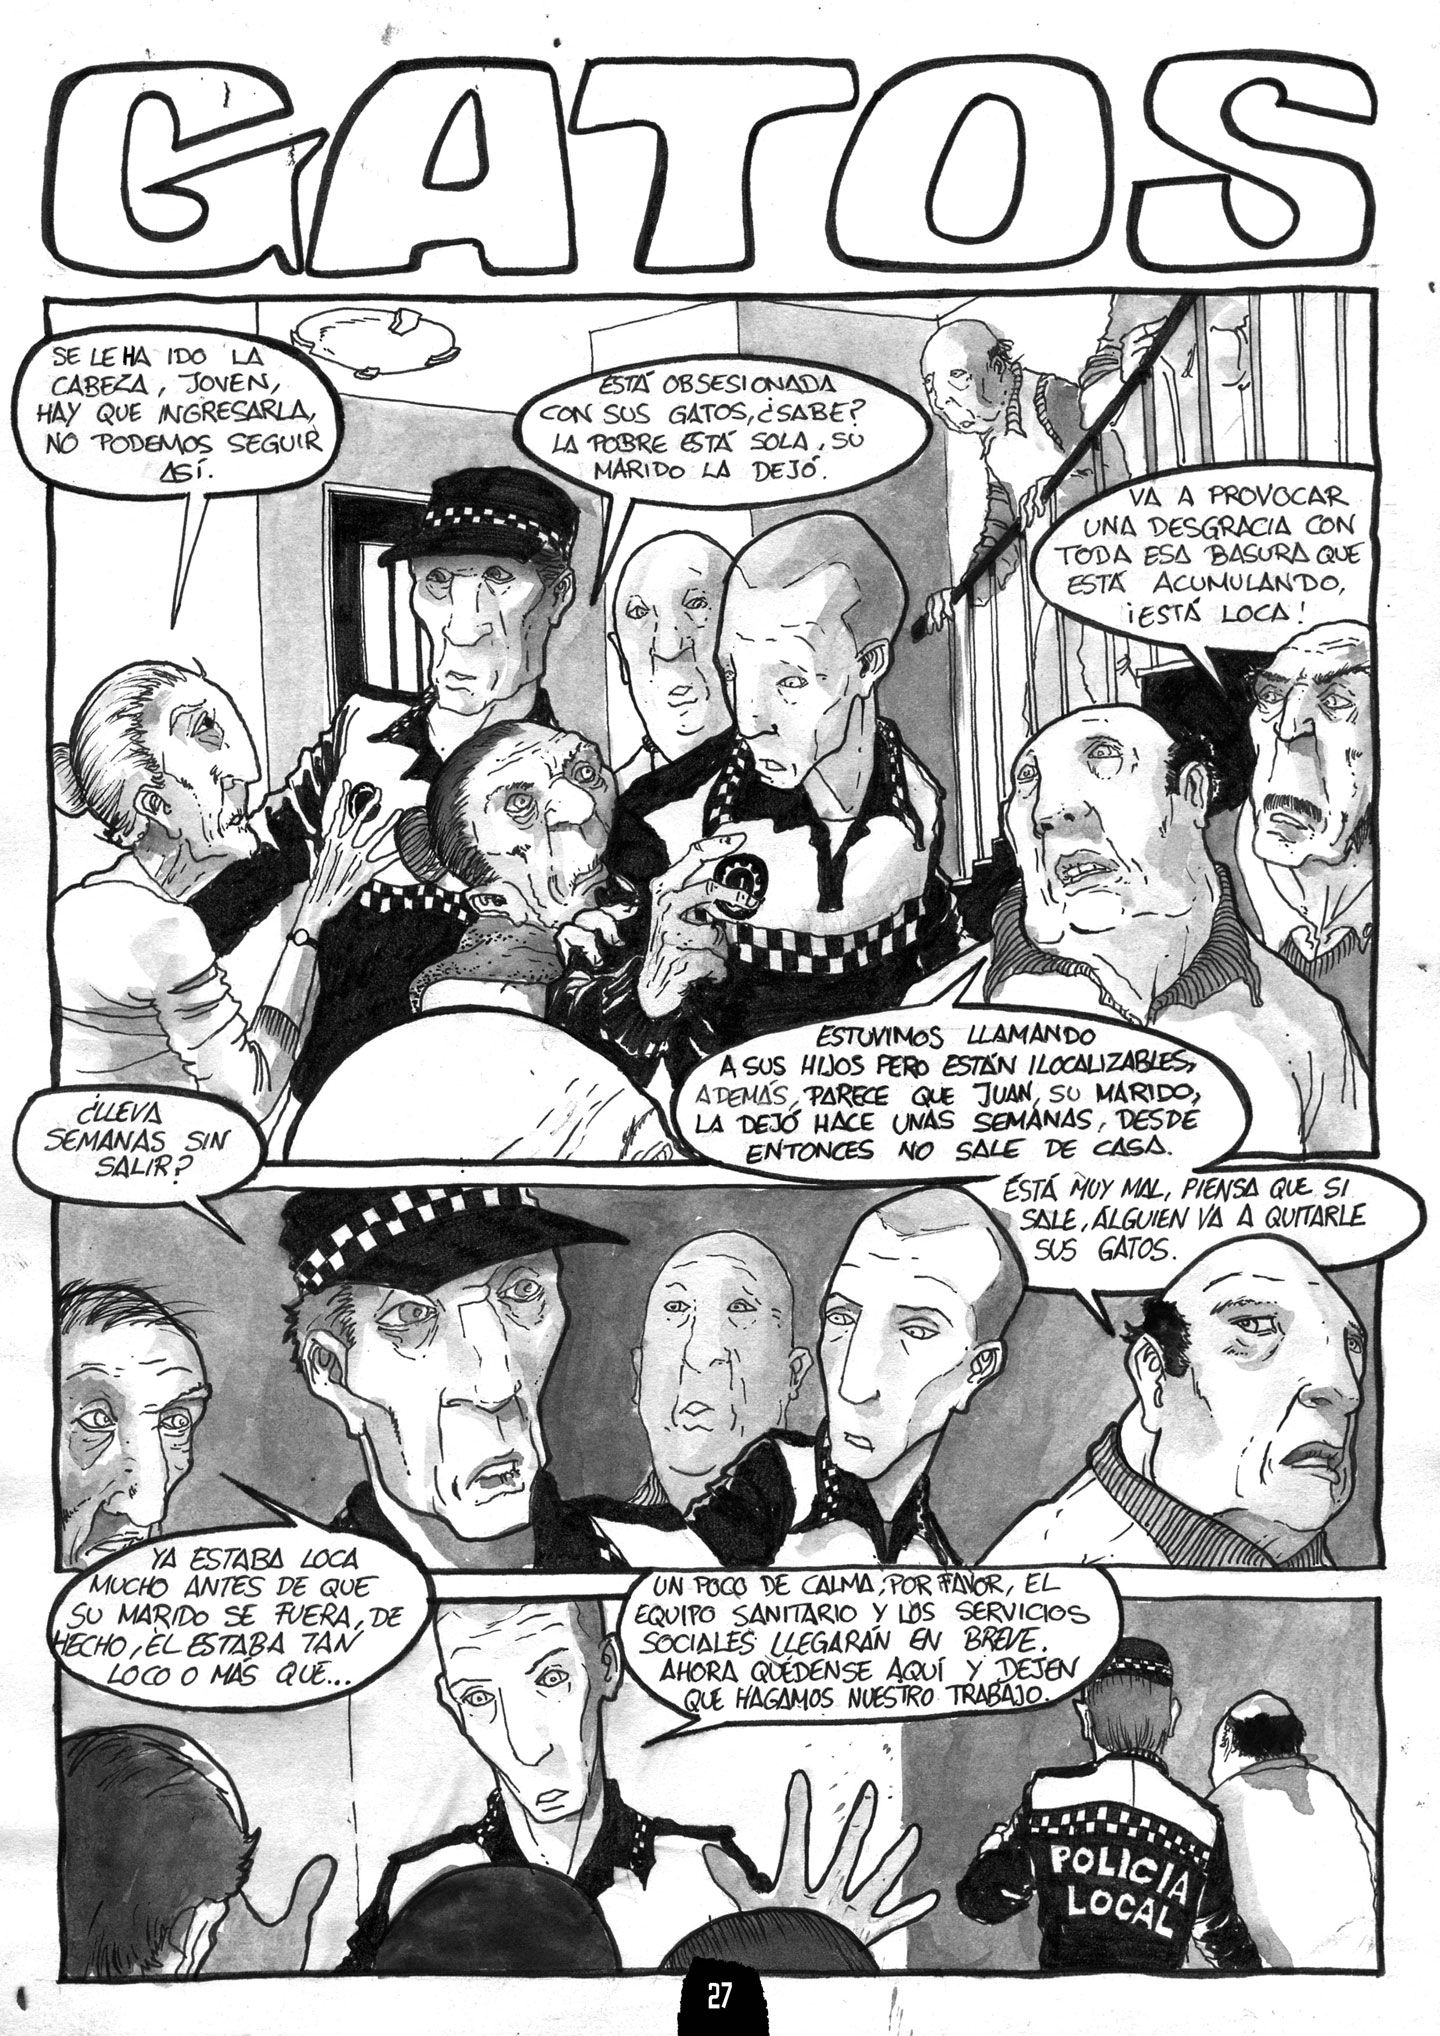 GATOS
SE LE HA IDO LA
CABEZA, JOVEN,
HAY QUE INGRESARLA,
NO PODEMOS SEGUIR
ASÍ.
ESTÁ OBSESIONADA
CON SUS GATOS, ¿SABE?
LA POBRE ESTÁ SOLA, SU
MARIDO LA DEJÓ.
VA A PROVOCAR
UNA DESGRACIA CON
TODA ESA BASURA QUE
ESTÁ ACUMULANDO,
¡ESTÁ LOCA!
ESTUVIMOS LLAMANDO
A SUS HIJOS PERO ESTÁN ILOCALIZABLES,
ADEMÁS, PARECE QUE JUAN, SU MARIDO,
LA DEJÓ HACE UNAS SEMANAS, DESDE
ENTONCES NO SALE DE CASA.
¿LLEVA
SEMANAS SIN
SALIR?
ESTÁ MUY MAL, PIENSA QUE SI
SALE, ALGUIEN VA A QUITARLE
SUS GATOS.
YA ESTABA LOCA
MUCHO ANTES DE QUE
SU MARIDO SE FUERA, DE
HECHO, ÉL ESTABA TAN
LOCO O MÁS QUE...
UN POCO DE CALMA, POR FAVOR, EL
EQUIPO SANITARIO Y LOS SERVICIOS
SOCIALES LLEGARÁN EN BREVE.
AHORA QUÉDENSE AQUÍ Y DEJEN
QUE HAGAMOS NUESTRO TRABAJO.
POLICIA
LOCAL
27